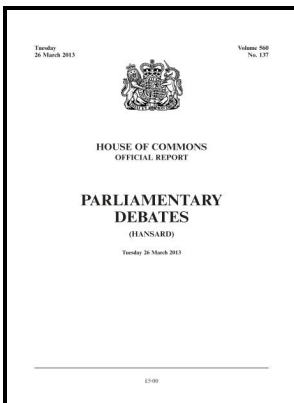 Tuesday
26 March 2013
Volume 560
No. 137
HOUSE OF COMMONS
OFFICIAL REPORT
PARLIAMENTARY
DEBATES
(HANSARD)
Tuesday 26 March 2013
£5·00